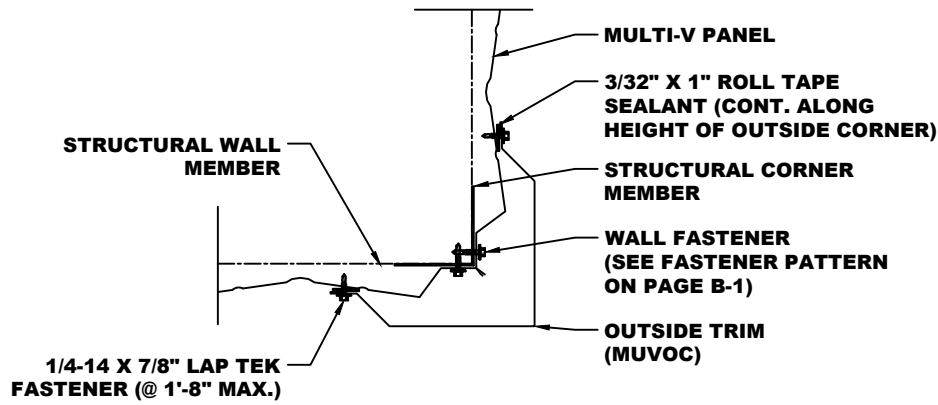 MULTI-V PANEL
3/32" X 1" ROLL TAPE
SEALANT (CONT. ALONG
HEIGHT OF OUTSIDE CORNER)
STRUCTURAL WALL
MEMBER
STRUCTURAL CORNER
MEMBER
WALL FASTENER
(SEE FASTENER PATTERN
ON PAGE B-1)
OUTSIDE TRIM
(MUVOC)
1/4-14 X 7/8" LAP TEK
FASTENER (@ 1'-8" MAX.)